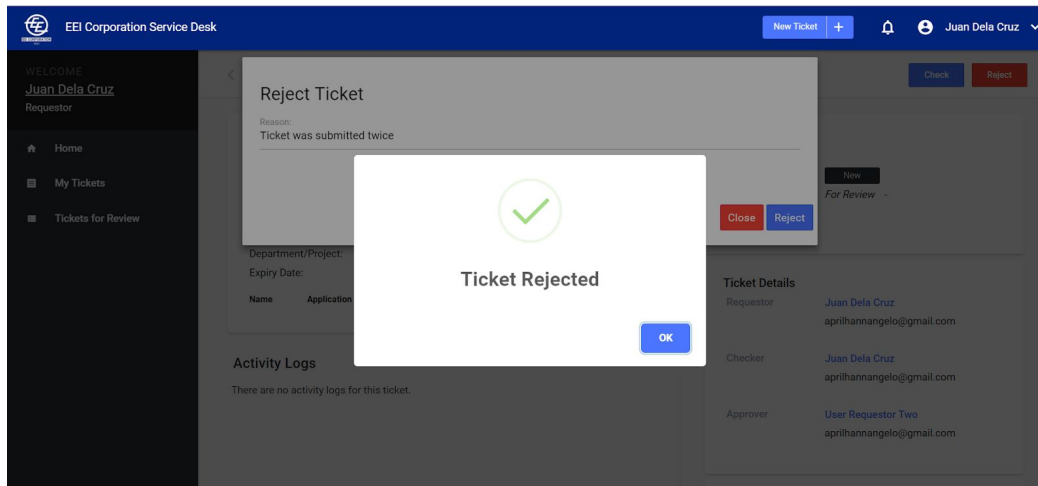 EEI Corporation Service Desk
New Ticket +
Juan Dela Cruz
WELCOME
Juan Dela Cruz
Requestor
Home
My Tickets
Tickets for Review
Check
Reject
Reject Ticket
Reason:
Ticket was submitted twice
Close
Reject
New
For Review -
Ticket Rejected
OK
Department/Project:
Expiry Date:
Name Application
Activity Logs
There are no activity logs for this ticket.
Ticket Details
Requestor Juan Dela Cruz
aprilhannangelo@gmail.com
Checker Juan Dela Cruz
aprilhannangelo@gmail.com
Approver User Requestor Two
aprilhannangelo@gmail.com